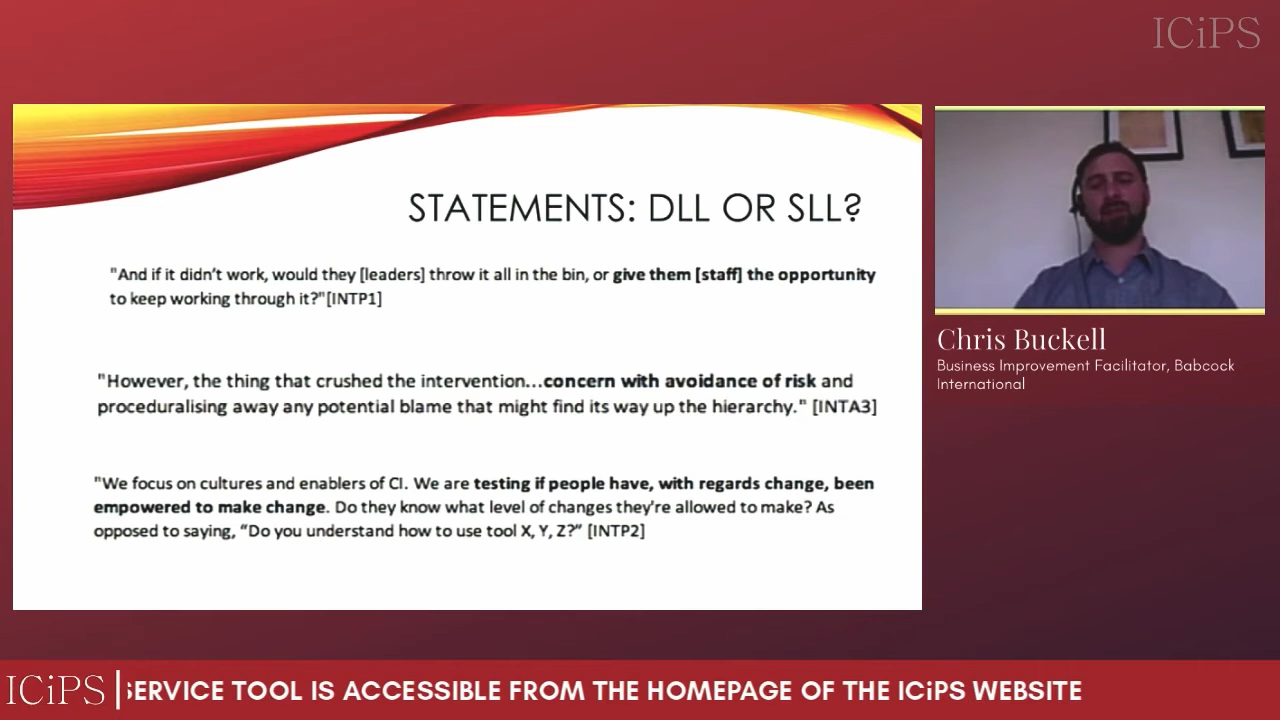 ICiPS
STATEMENTS: DLL OR SLL?
"And if it didn't work, would they [leaders] throw it all in the bin, or give them [staff] the opportunity
to keep working through it?"[INTP1]
"However, the thing that crushed the intervention...concern with avoidance of risk and
proceduralising away any potential blame that might find its way up the hierarchy." [INTA3]
"We focus on cultures and enablers of CI. We are testing if people have, with regards change, been
empowered to make change. Do they know what level of changes they're allowed to make? As
opposed to saying, “Do you understand how to use tool X, Y, Z?” [INTP2]
Chris Buckell
Business Improvement Facilitator, Babcock
International
ICiPS
SERVICE TOOL IS ACCESSIBLE FROM THE HOMEPAGE OF THE ICiPS WEBSITE